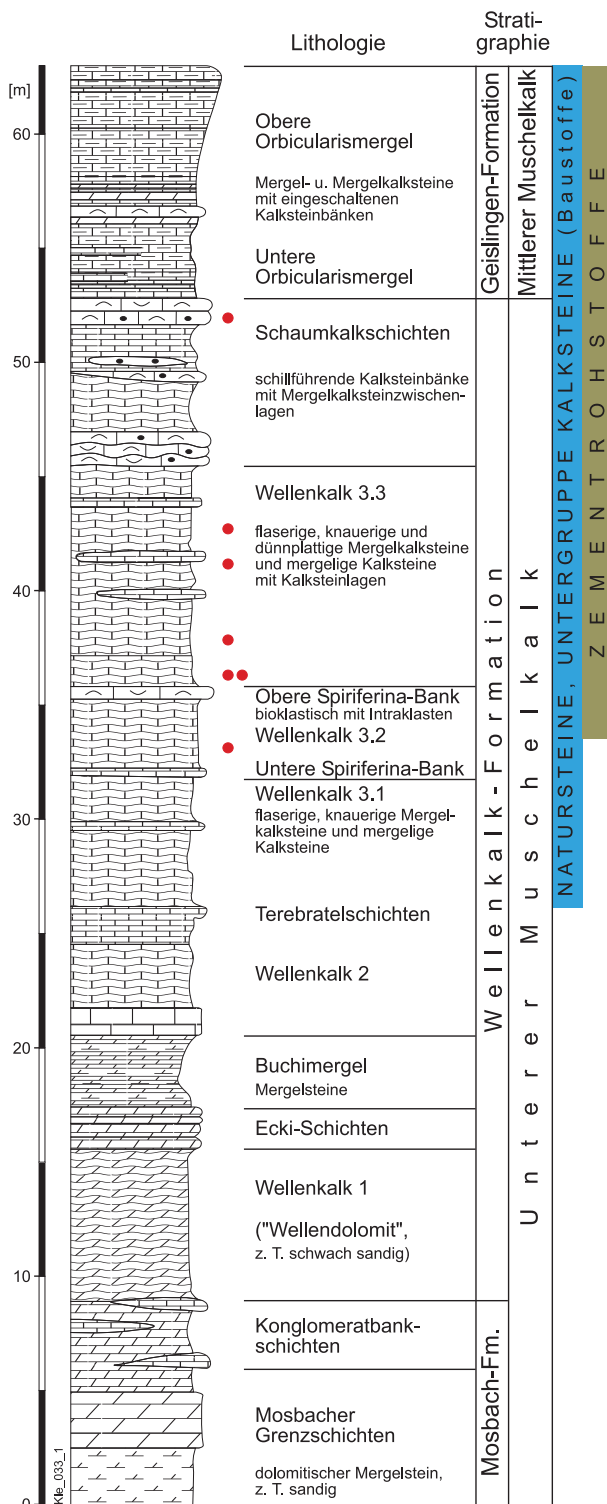 Lithologie
Strati-
graphie
[m]
60
50
40
30
20
10
0
Obere
Orbicularismergel
Mergel- u. Mergelkalksteine
mit eingeschalteten
Kalksteinbänken
Untere
Orbicularismergel
Schaumkalkschichten
schillführende Kalksteinbänke
mit Mergelkalksteinzwischen-
lagen
Wellenkalk 3.3
flaserige, knauerige und
dünnplattige Mergelkalksteine
und mergelige Kalksteine
mit Kalksteinlagen
Obere Spiriferina-Bank
bioklastisch mit Intraklasten
Wellenkalk 3.2
Untere Spiriferina-Bank
Wellenkalk 3.1
flaserige, knauerige Mergel-
kalksteine und mergelige
Kalksteine
Terebratelschichten
Wellenkalk 2
Buchimergel
Mergelsteine
Ecki-Schichten
Wellenkalk 1
("Wellendolomit",
z. T. schwach sandig)
Konglomeratbank-
schichten
Mosbacher
Grenzschichten
dolomitischer Mergelstein,
z. T. sandig
Geislingen-Formation
Wellenkalk-Formation
Mosbach-Fm.
Mittlerer Muschelkalk
Unterer Muschelkalk
NATURSTEINE, UNTERGRUPPE KALKSTEINE (Baustoffe)
ZEMENTROHSTOFFE
Kle_033_1